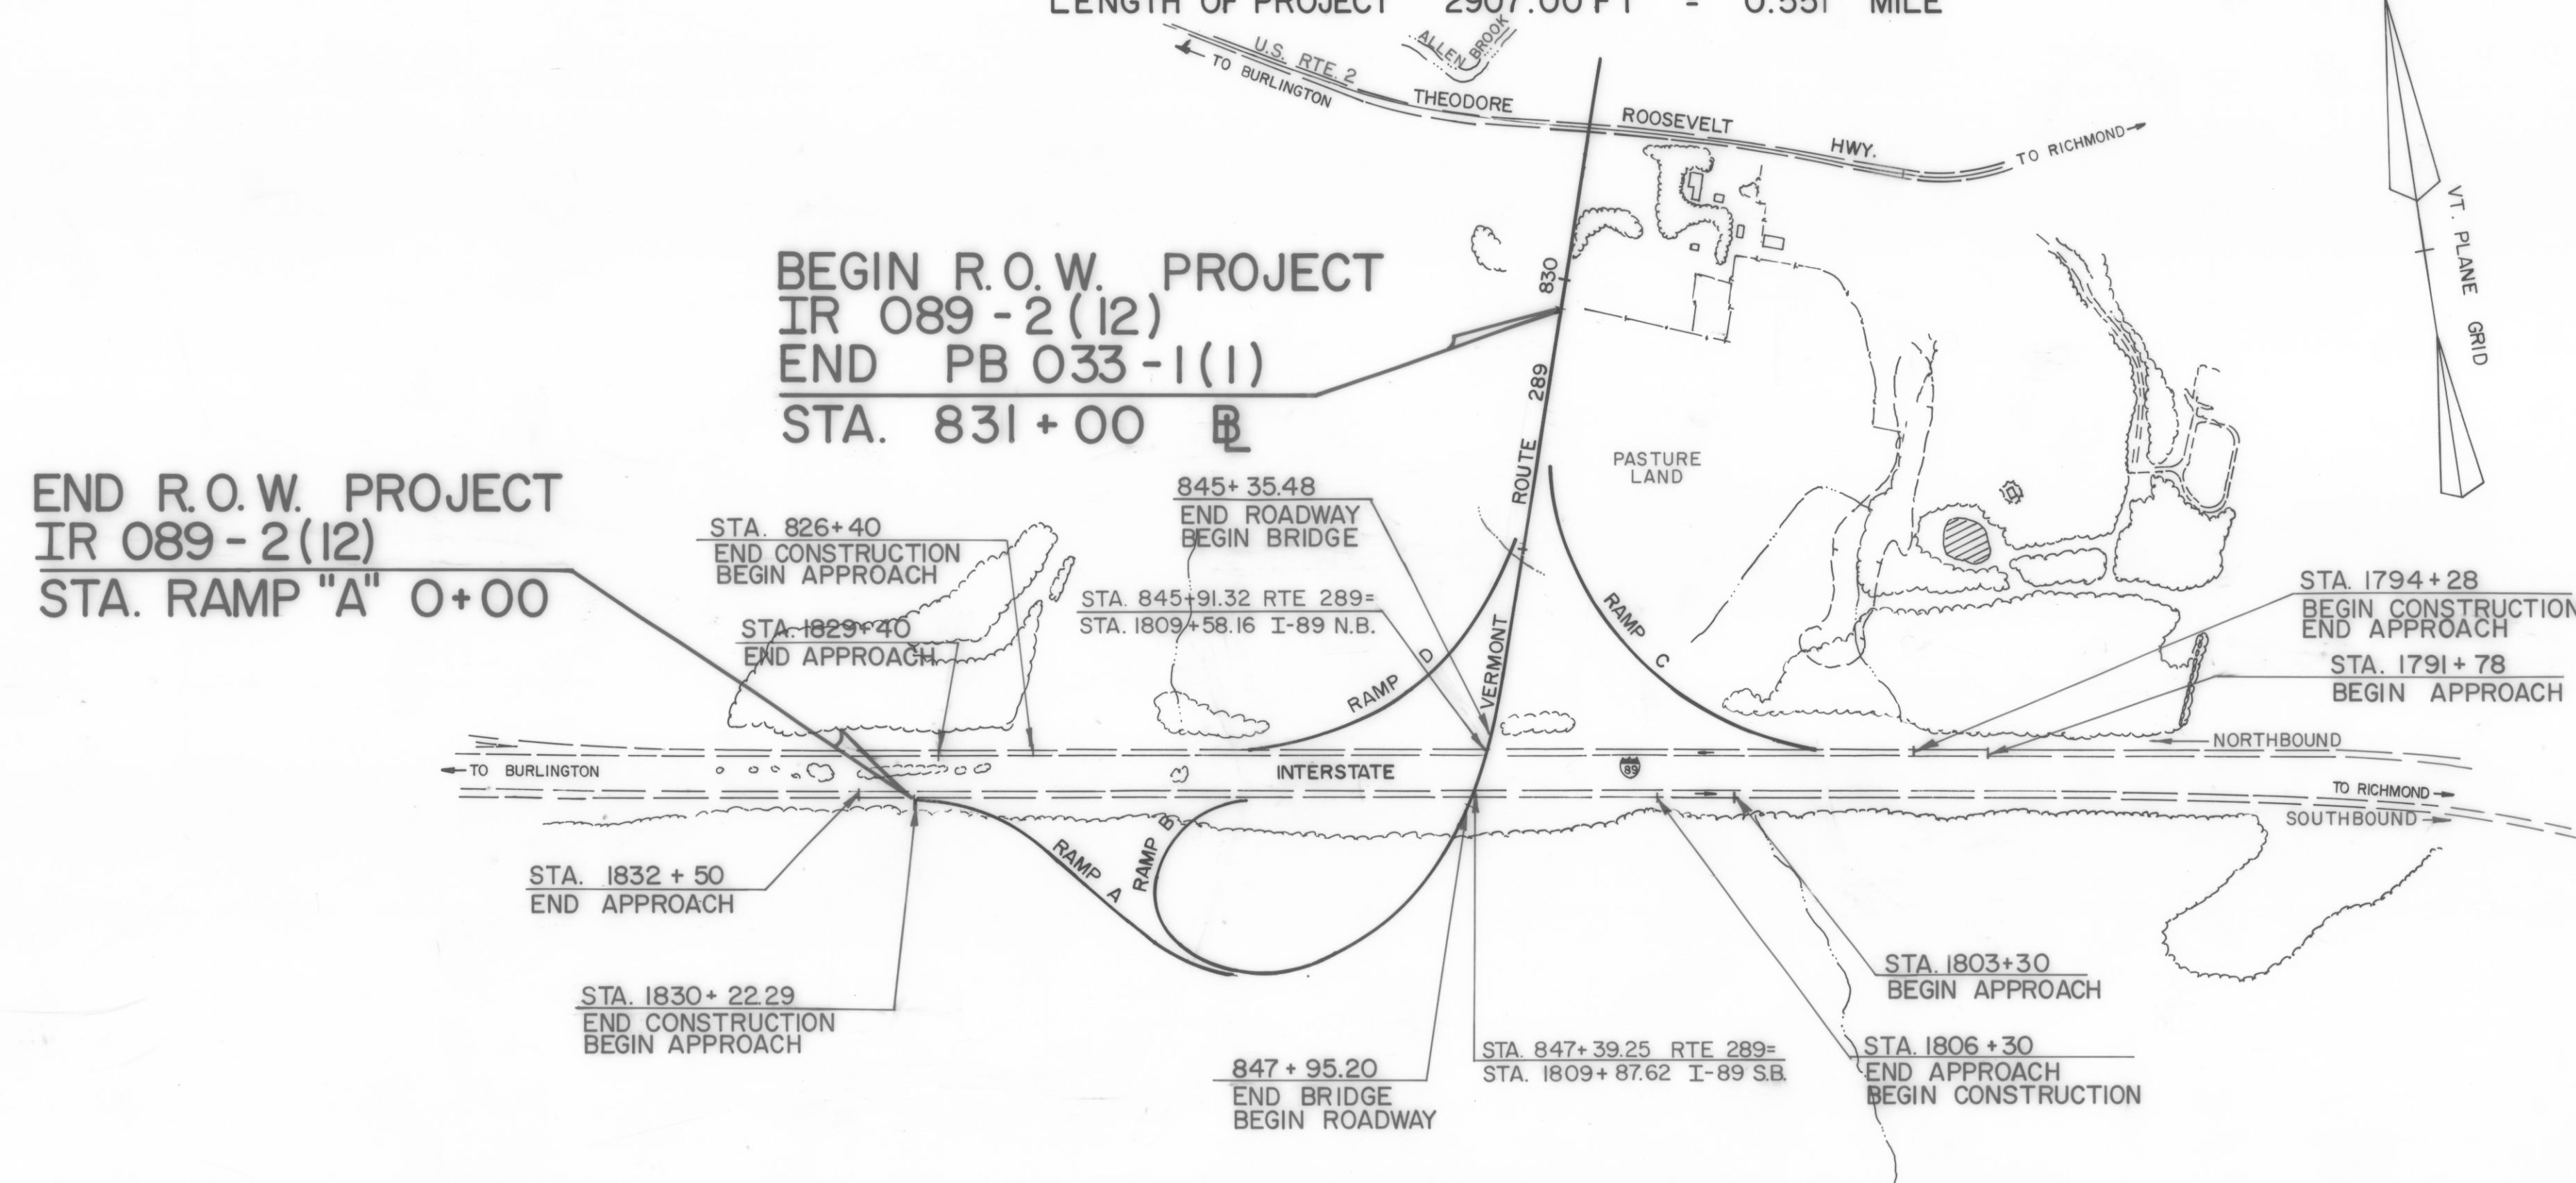 LENGTH OF PROJECT 2907.00 FT - 0.551 MILE
ALLEN BROOK
U.S. RTE. 2
TO BURLINGTON
THEODORE ROOSEVELT HWY.
TO RICHMOND
VT. PLANE GRID
BEGIN R.O.W. PROJECT
IR 089-2(12)
END PB 033-1(1)
STA. 831+00 BL
830
289
ROUTE
VERMONT
PASTURE
LAND
END R.O.W. PROJECT
IR 089-2(12)
STA. RAMP "A" 0+00
STA. 826+40
END CONSTRUCTION
BEGIN APPROACH
STA. 1829+40
END APPROACH
845+35.48
END ROADWAY
BEGIN BRIDGE
STA. 845+91.32 RTE 289=
STA. 1809+58.16 I-89 N.B.
RAMP D
RAMP C
STA. 1794+28
BEGIN CONSTRUCTION
END APPROACH
STA. 1791+78
BEGIN APPROACH
NORTHBOUND
TO BURLINGTON
INTERSTATE
89
TO RICHMOND
SOUTHBOUND
RAMP A
RAMP B
STA. 1832+50
END APPROACH
STA. 1830+22.29
END CONSTRUCTION
BEGIN APPROACH
847+95.20
END BRIDGE
BEGIN ROADWAY
STA. 847+39.25 RTE 289=
STA. 1809+87.62 I-89 S.B.
STA. 1803+30
BEGIN APPROACH
STA. 1806+30
END APPROACH
BEGIN CONSTRUCTION